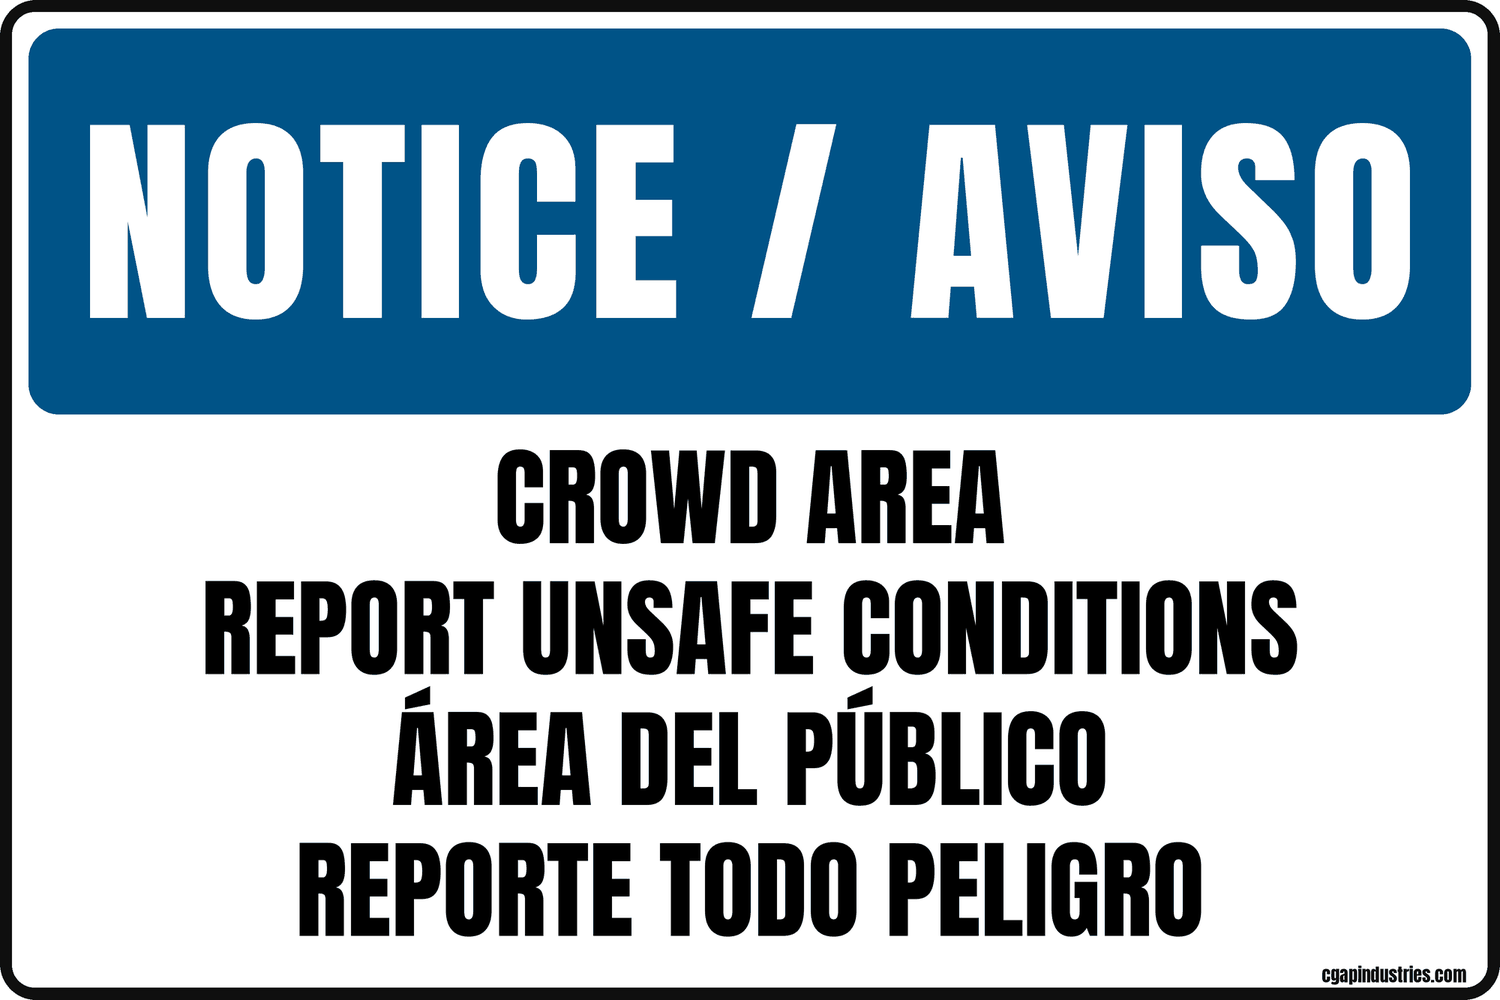 NOTICE / AVISO
CROWD AREA
REPORT UNSAFE CONDITIONS
ÁREA DEL PÚBLICO
REPORTE TODO PELIGRO
cgapindustries.com